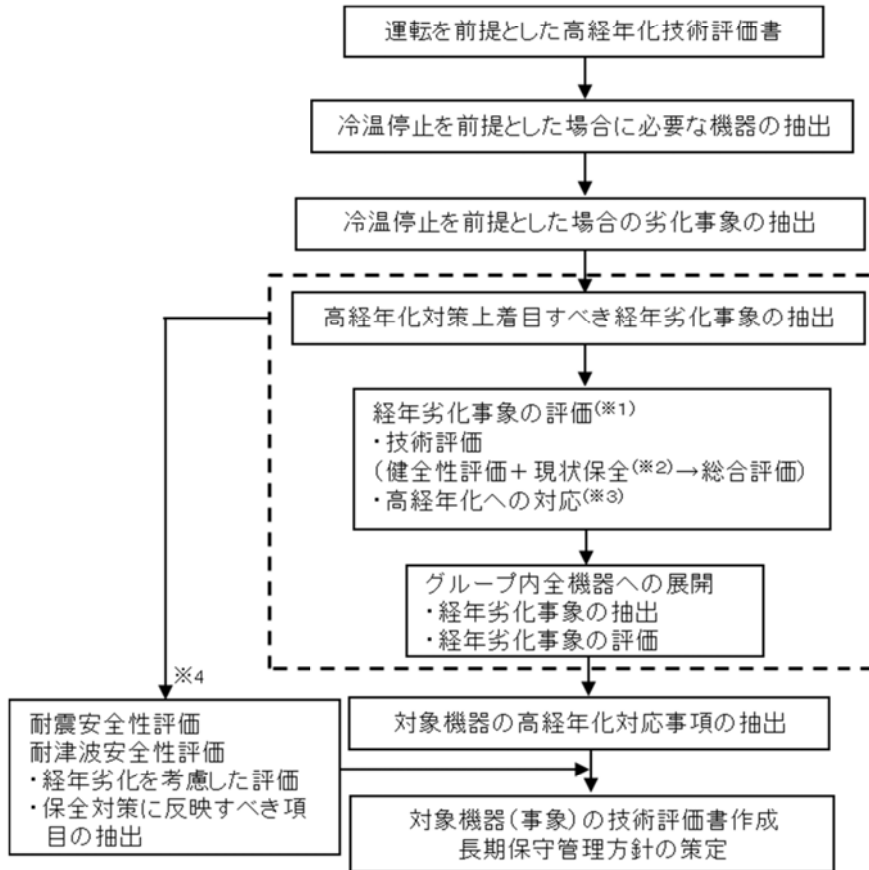 運転を前提とした高経年化技術評価書
冷温停止を前提とした場合に必要な機器の抽出
冷温停止を前提とした場合の劣化事象の抽出
高経年化対策上着目すべき経年劣化事象の抽出
経年劣化事象の評価(※1)
・技術評価
(健全性評価+現状保全(※2)→総合評価)
・高経年化への対応(※3)
グループ内全機器への展開
・経年劣化事象の抽出
・経年劣化事象の評価
※4
耐震安全性評価
耐津波安全性評価
・経年劣化を考慮した評価
・保全対策に反映すべき項
目の抽出
対象機器の高経年化対応事項の抽出
対象機器(事象)の技術評価書作成
長期保守管理方針の策定